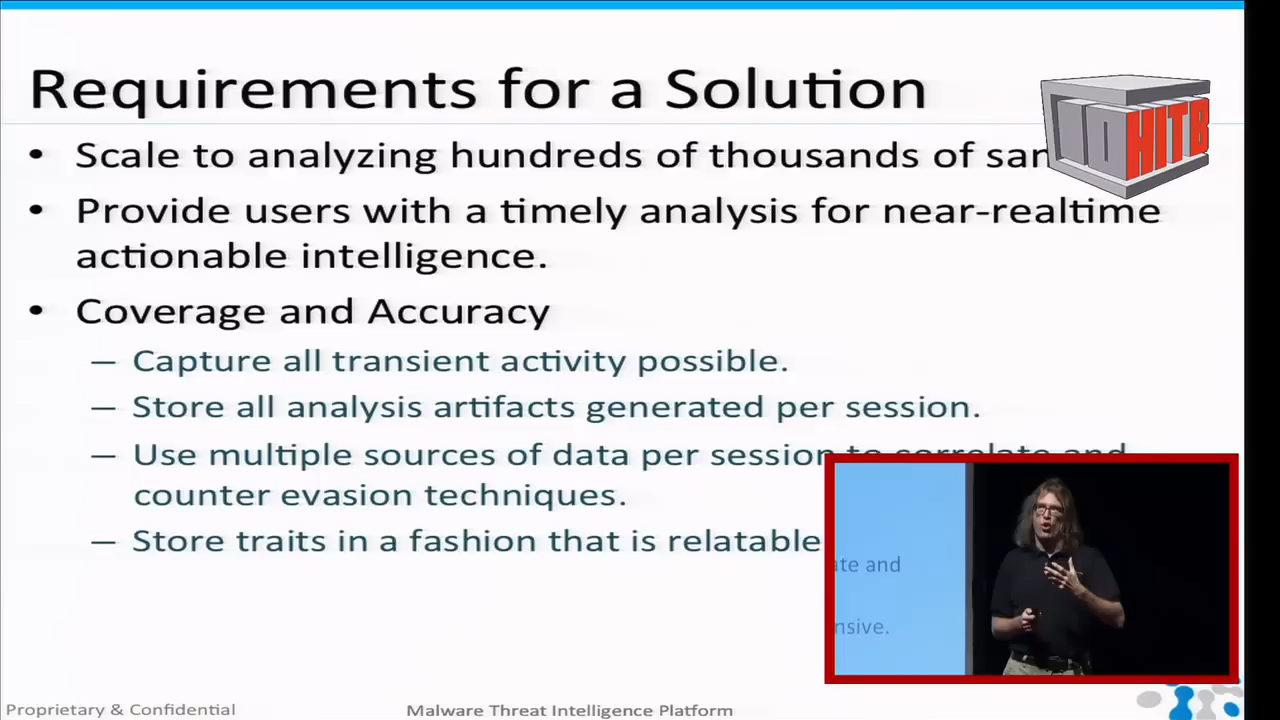 Requirements for a Solution
HITB
• Scale to analyzing hundreds of thousands of
• Provide users with a timely analysis for near-realtime
actionable intelligence.
• Coverage and Accuracy
– Capture all transient activity possible.
– Store all analysis artifacts generated per session.
– Use multiple sources of data per session to correlate and
counter evasion techniques.
– Store traits in a fashion that is relatable
and
Proprietary & Confidential
Malware Threat Intelligence Platform